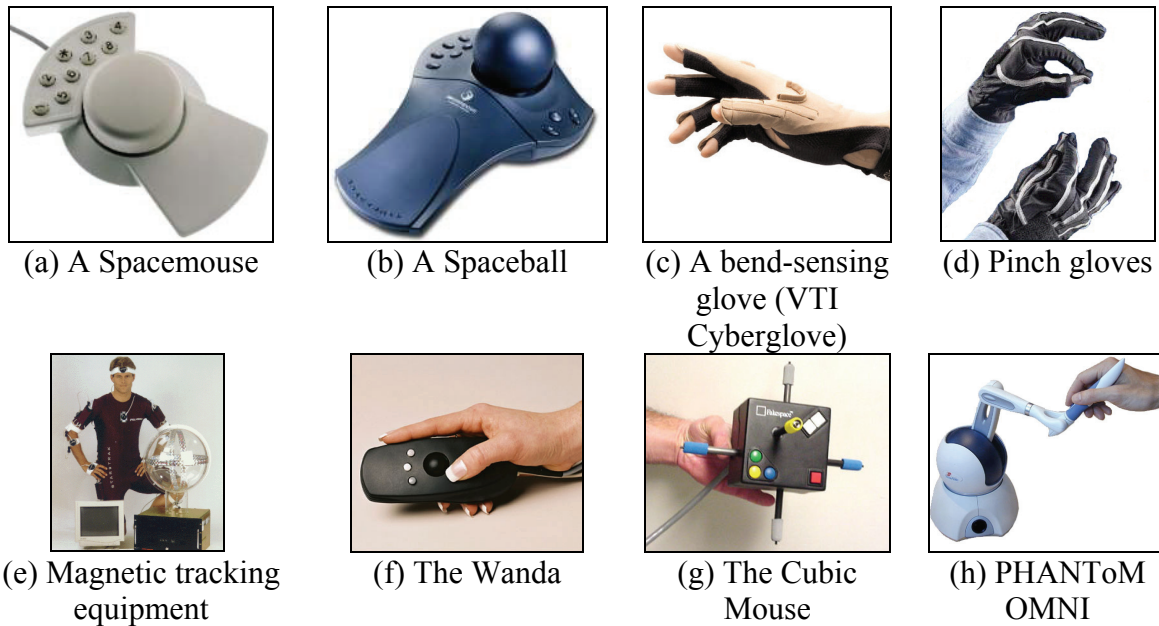 (a) A Spacemouse
(b) A Spaceball
(c) A bend-sensing
glove (VTI
Cyberglove)
(d) Pinch gloves
(e) Magnetic tracking
equipment
(f) The Wanda
Fakespace
(g) The Cubic
Mouse
(h) PHANToM
OMNI